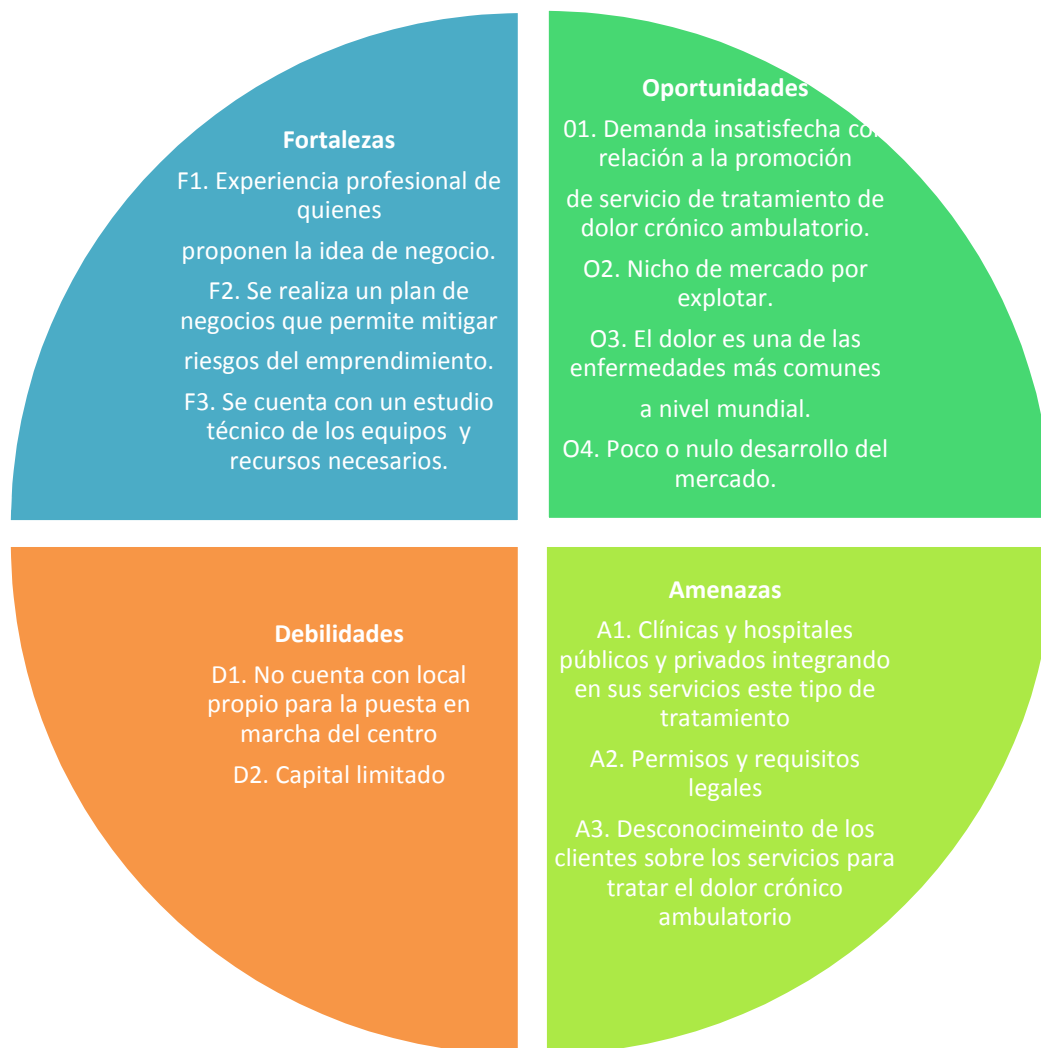 Fortalezas
F1. Experiencia profesional de
quienes
proponen la idea de negocio.
F2. Se realiza un plan de
negocios que permite mitigar
riesgos del emprendimiento.
F3. Se cuenta con un estudio
técnico de los equipos y
recursos necesarios.
Oportunidades
01. Demanda insatisfecha con
relación a la promoción
de servicio de tratamiento de
dolor crónico ambulatorio.
O2. Nicho de mercado por
explotar.
O3. El dolor es una de las
enfermedades más comunes
a nivel mundial.
O4. Poco o nulo desarrollo del
mercado.
Debilidades
D1. No cuenta con local
propio para la puesta en
marcha del centro
D2. Capital limitado
Amenazas
A1. Clínicas y hospitales
públicos y privados integrando
en sus servicios este tipo de
tratamiento
A2. Permisos y requisitos
legales
A3. Desconocimeinto de los
clientes sobre los servicios para
tratar el dolor crónico
ambulatorio